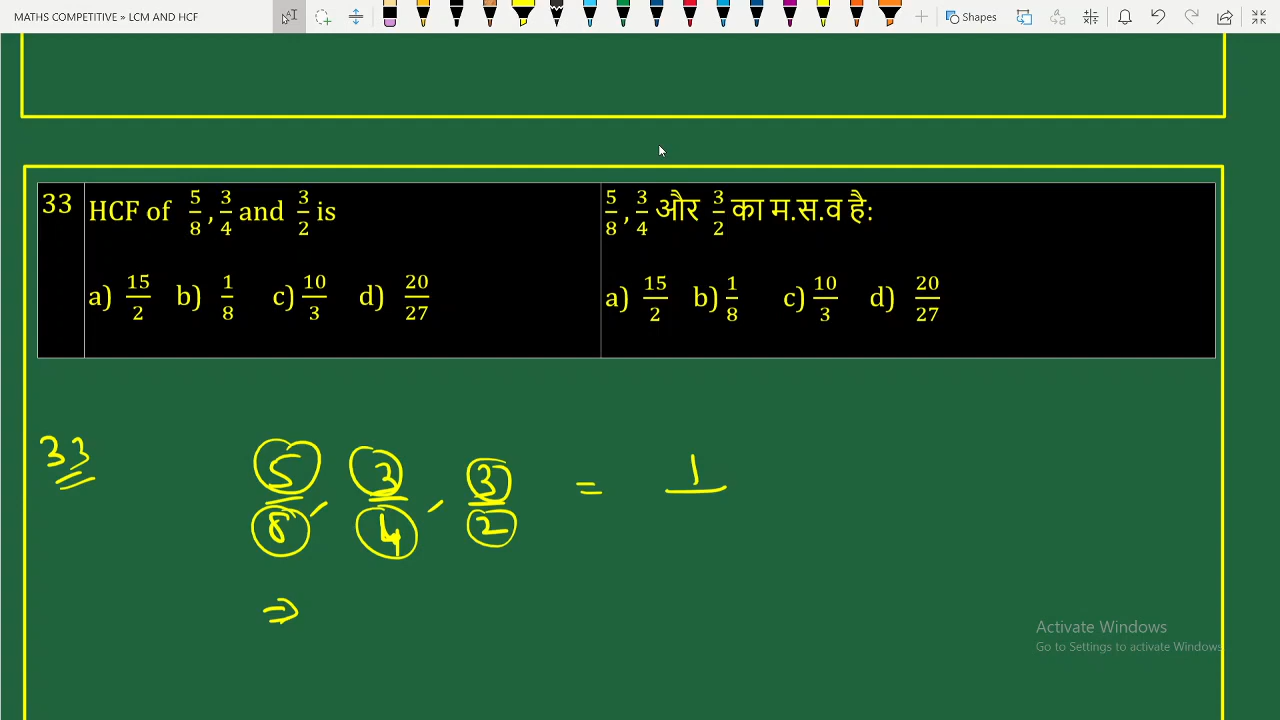 MATHS COMPETITIVE » LCM AND HCF
Shapes
33 HCF of 5/8, 3/4 and 3/2 is
a) 15/2 b) 1/8 c) 10/3 d) 20/27
5/8, 3/4 और 3/2 का म.स.व है:
a) 15/2 b) 1/8 c) 10/3 d) 20/27
33 5/8, 3/4, 3/2 = 1
⇒
Activate Windows
Go to Settings to activate Windows.